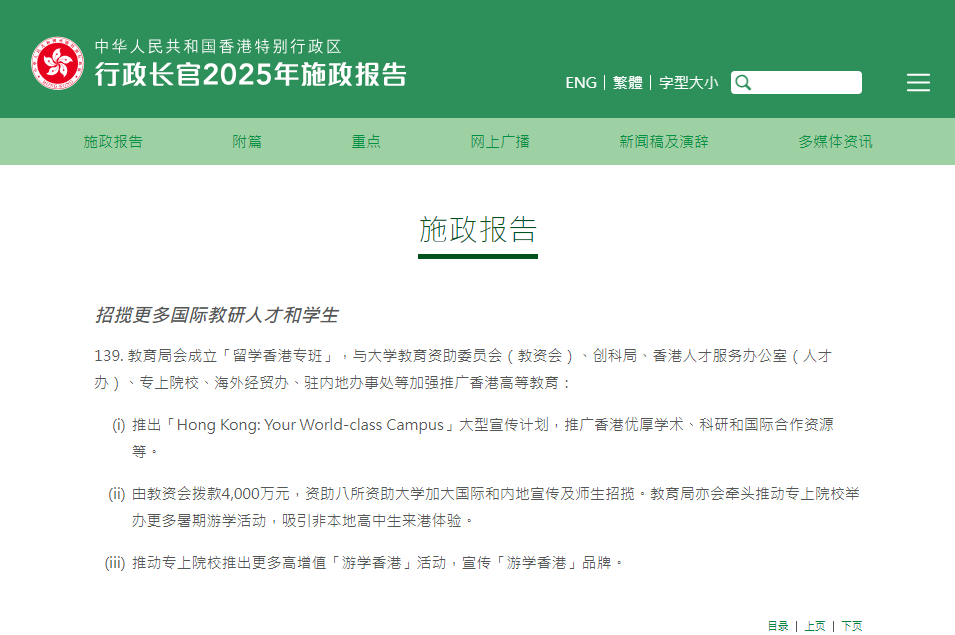 中华人民共和国香港特别行政区
行政长官2025年施政报告
ENG | 繁體 | 字型大小
施政报告 附篇 重点 网上广播 新闻稿及演辞 多媒体资讯
施政报告
招揽更多国际教研人才和学生
139. 教育局会成立「留学香港专班」，与大学教育资助委员会（教资会）、创科局、香港人才服务办公室（人才
办）、专上院校、海外经贸办、驻内地办事处等加强推广香港高等教育：
(i) 推出「Hong Kong: Your World-class Campus」大型宣传计划，推广香港优厚学术、科研和国际合作资源
等。
(ii) 由教资会拨款4,000万元，资助八所资助大学加大国际和内地宣传及师生招揽。教育局亦会牵头推动专上院校举
办更多暑期游学活动，吸引非本地高中生来港体验。
(iii) 推动专上院校推出更多高增值「游学香港」活动，宣传「游学香港」品牌。
目录 | 上页 | 下页